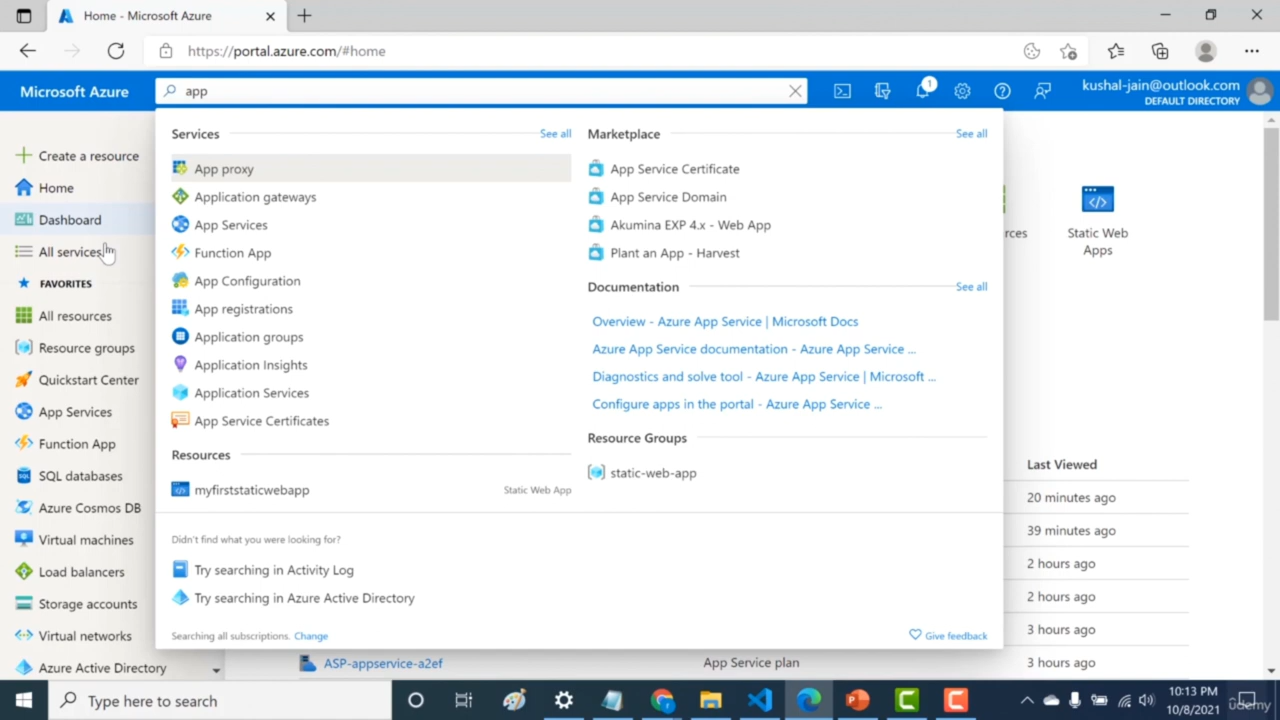 Home - Microsoft Azure
https://portal.azure.com/#home
Microsoft Azure
app
1
kushal-jain@outlook.com
DEFAULT DIRECTORY
Create a resource
Home
Dashboard
All services
FAVORITES
All resources
Resource groups
Quickstart Center
App Services
Function App
SQL databases
Azure Cosmos DB
Virtual machines
Load balancers
Storage accounts
Virtual networks
Azure Active Directory
Services
See all
App proxy
Application gateways
App Services
Function App
App Configuration
App registrations
Application groups
Application Insights
Application Services
App Service Certificates
Resources
myfirststaticwebapp
Static Web App
Marketplace
See all
App Service Certificate
App Service Domain
Akumina EXP 4.x - Web App
Plant an App - Harvest
Documentation
See all
Overview - Azure App Service | Microsoft Docs
Azure App Service documentation - Azure App Service ...
Diagnostics and solve tool - Azure App Service | Microsoft ...
Configure apps in the portal - Azure App Service ...
Resource Groups
static-web-app
Didn't find what you were looking for?
Try searching in Activity Log
Try searching in Azure Active Directory
Searching all subscriptions. Change
Give feedback
rces
Static Web
Apps
Last Viewed
20 minutes ago
39 minutes ago
2 hours ago
2 hours ago
3 hours ago
ASP-appservice-a2ef
App Service plan
3 hours ago
Type here to search
10:13 PM
10/8/2021
udemy